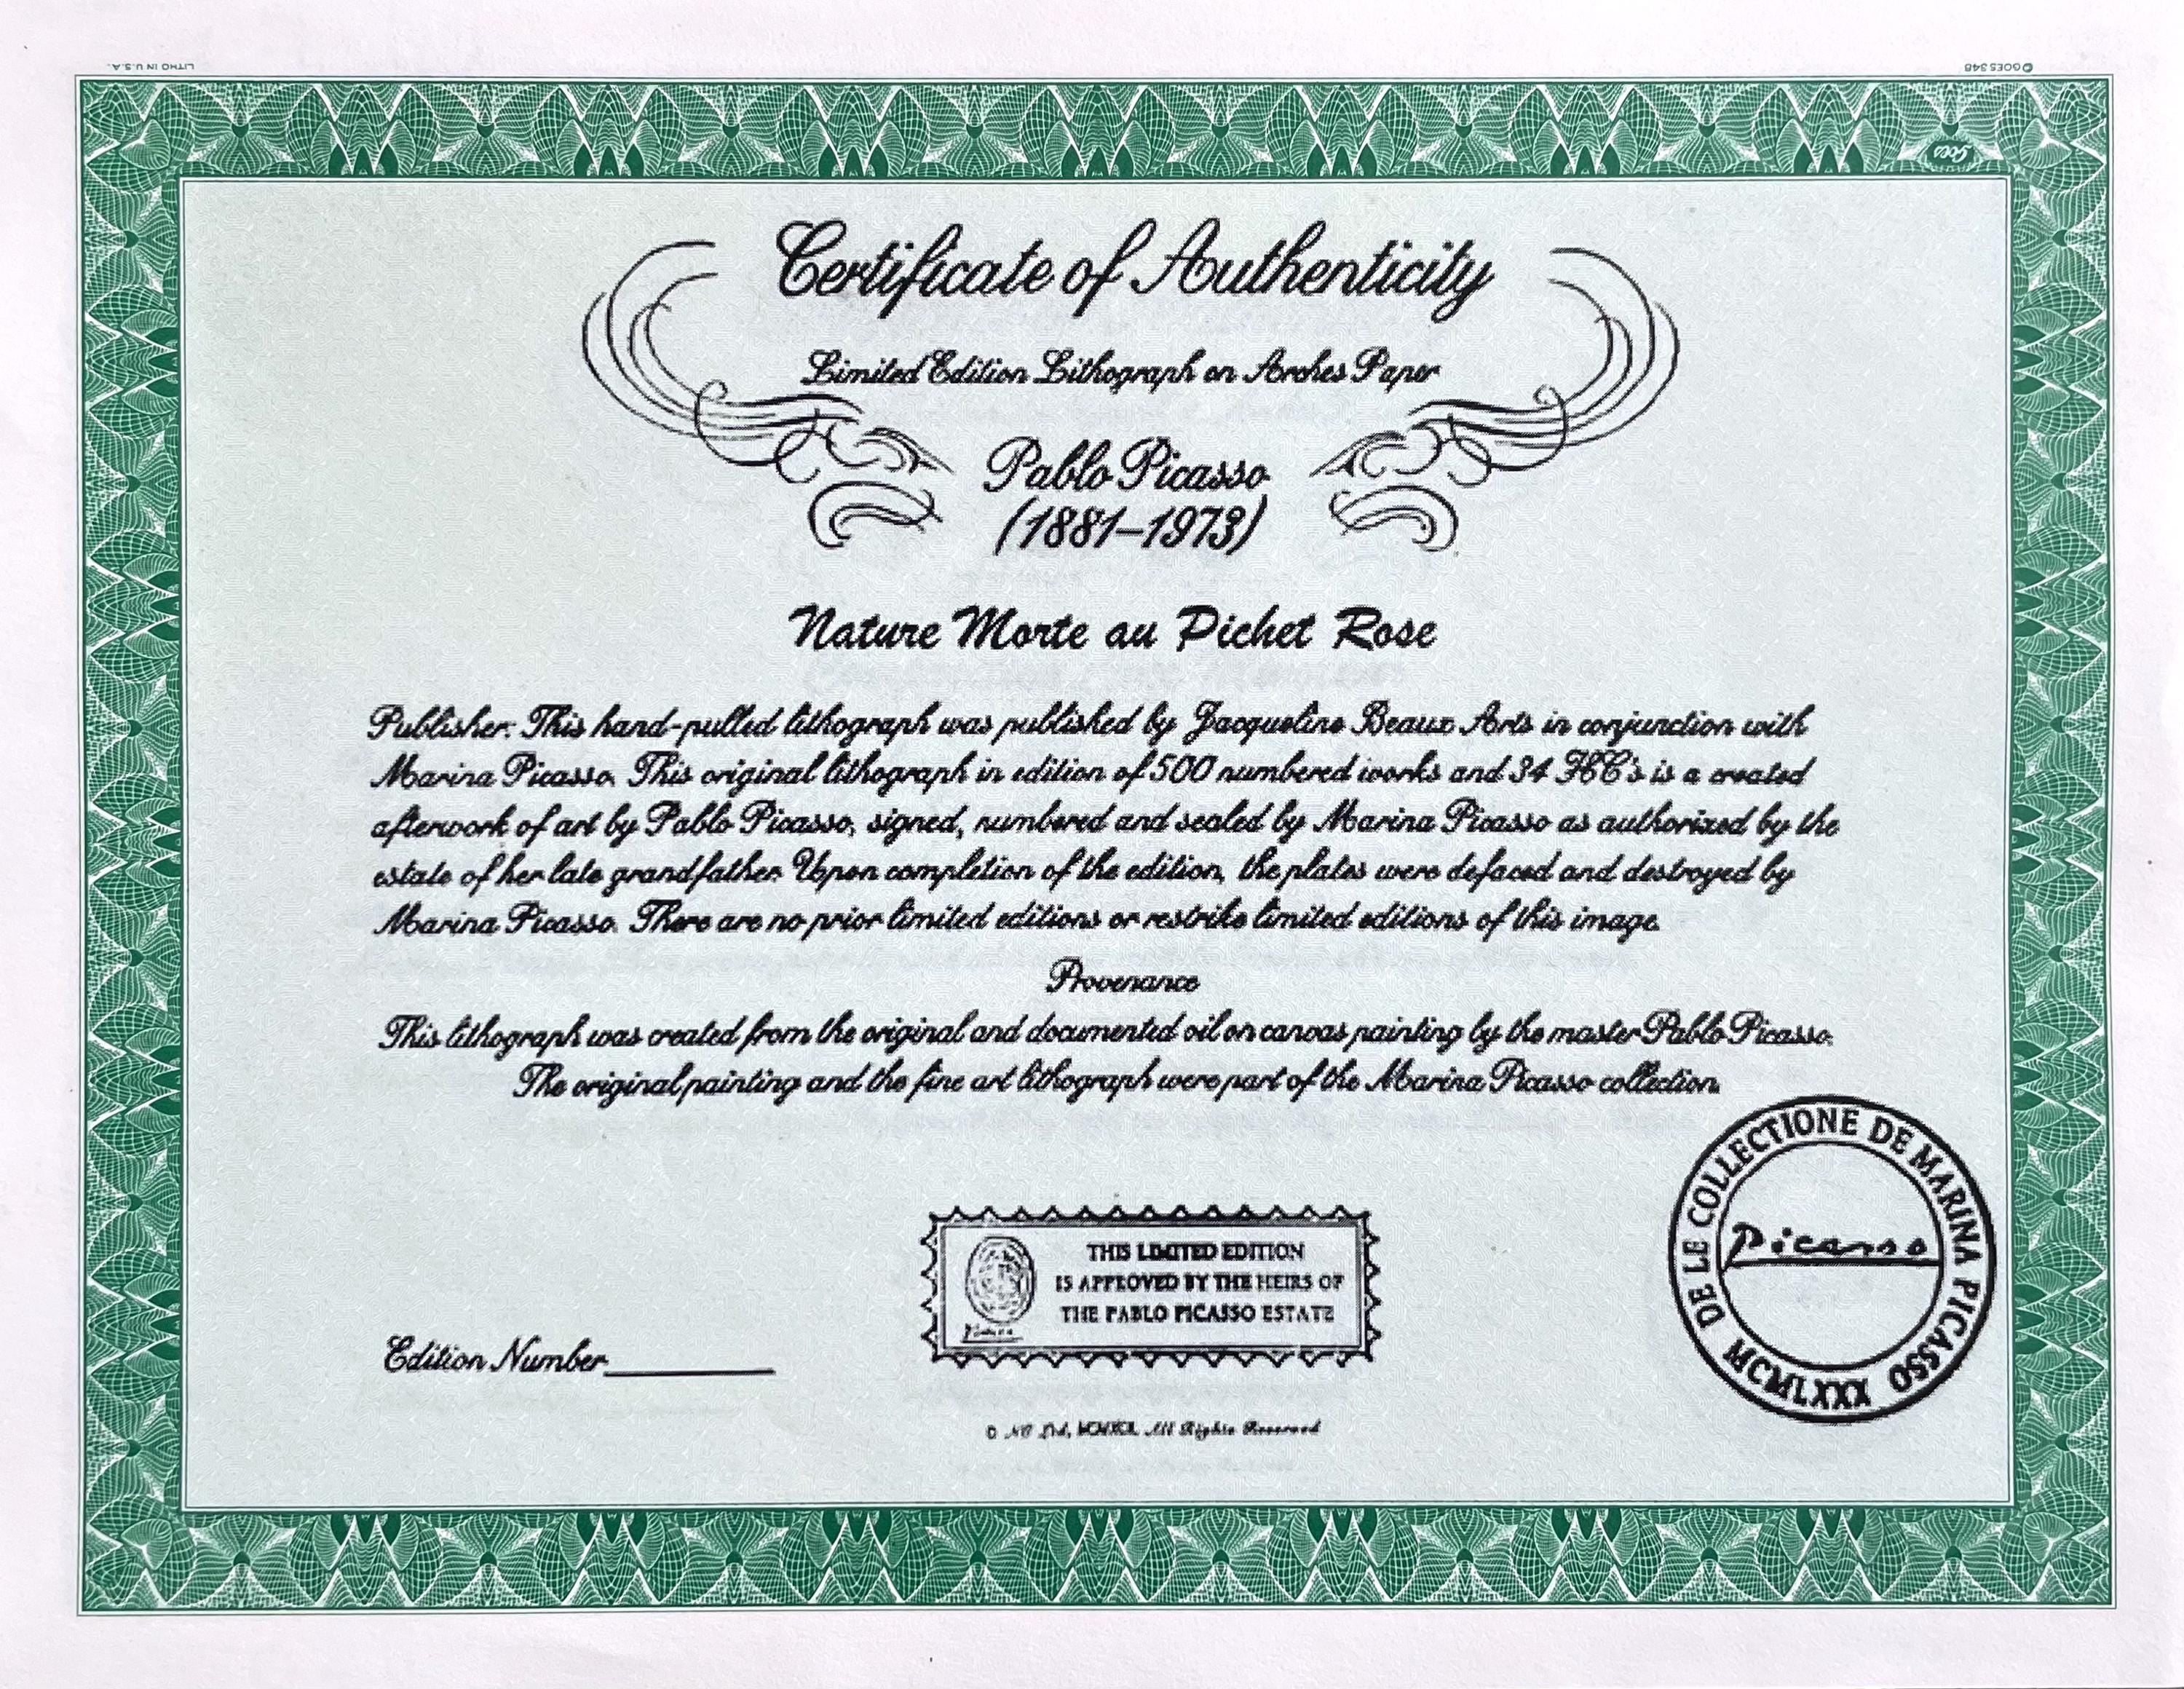 LITHO IN U.S.A.
© GOES 348
Goes
Certificate of Authenticity
Limited Edition Lithograph on Arches Paper
Pablo Picasso
(1881–1973)
Nature Morte au Pichet Rose
Publisher: This hand-pulled lithograph was published by Jacqueline Beaux Arts in conjunction with
Marina Picasso. This original lithograph in edition of 500 numbered works and 34 HC's is a created
afterwork of art by Pablo Picasso, signed, numbered and sealed by Marina Picasso as authorized by the
estate of her late grandfather. Upon completion of the edition, the plates were defaced and destroyed by
Marina Picasso. There are no prior limited editions or restrike limited editions of this image.
Provenance
This lithograph was created from the original and documented oil on canvas painting by the master Pablo Picasso.
The original painting and the fine art lithograph were part of the Marina Picasso collection.
DE LE COLLECTIONE DE MARINA PICASSO
Picasso
MCMLXXX
THIS LIMITED EDITION
IS APPROVED BY THE HEIRS OF
THE PABLO PICASSO ESTATE
Picasso
Edition Number
© Ltd, All Rights Reserved